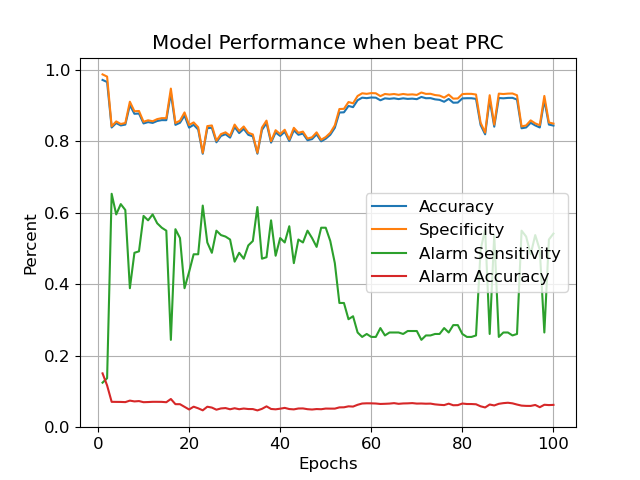 Model Performance when beat PRC
1.0
0.8
0.6
0.4
0.2
0.0
Percent
Accuracy
Specificity
Alarm Sensitivity
Alarm Accuracy
0 20 40 60 80 100
Epochs